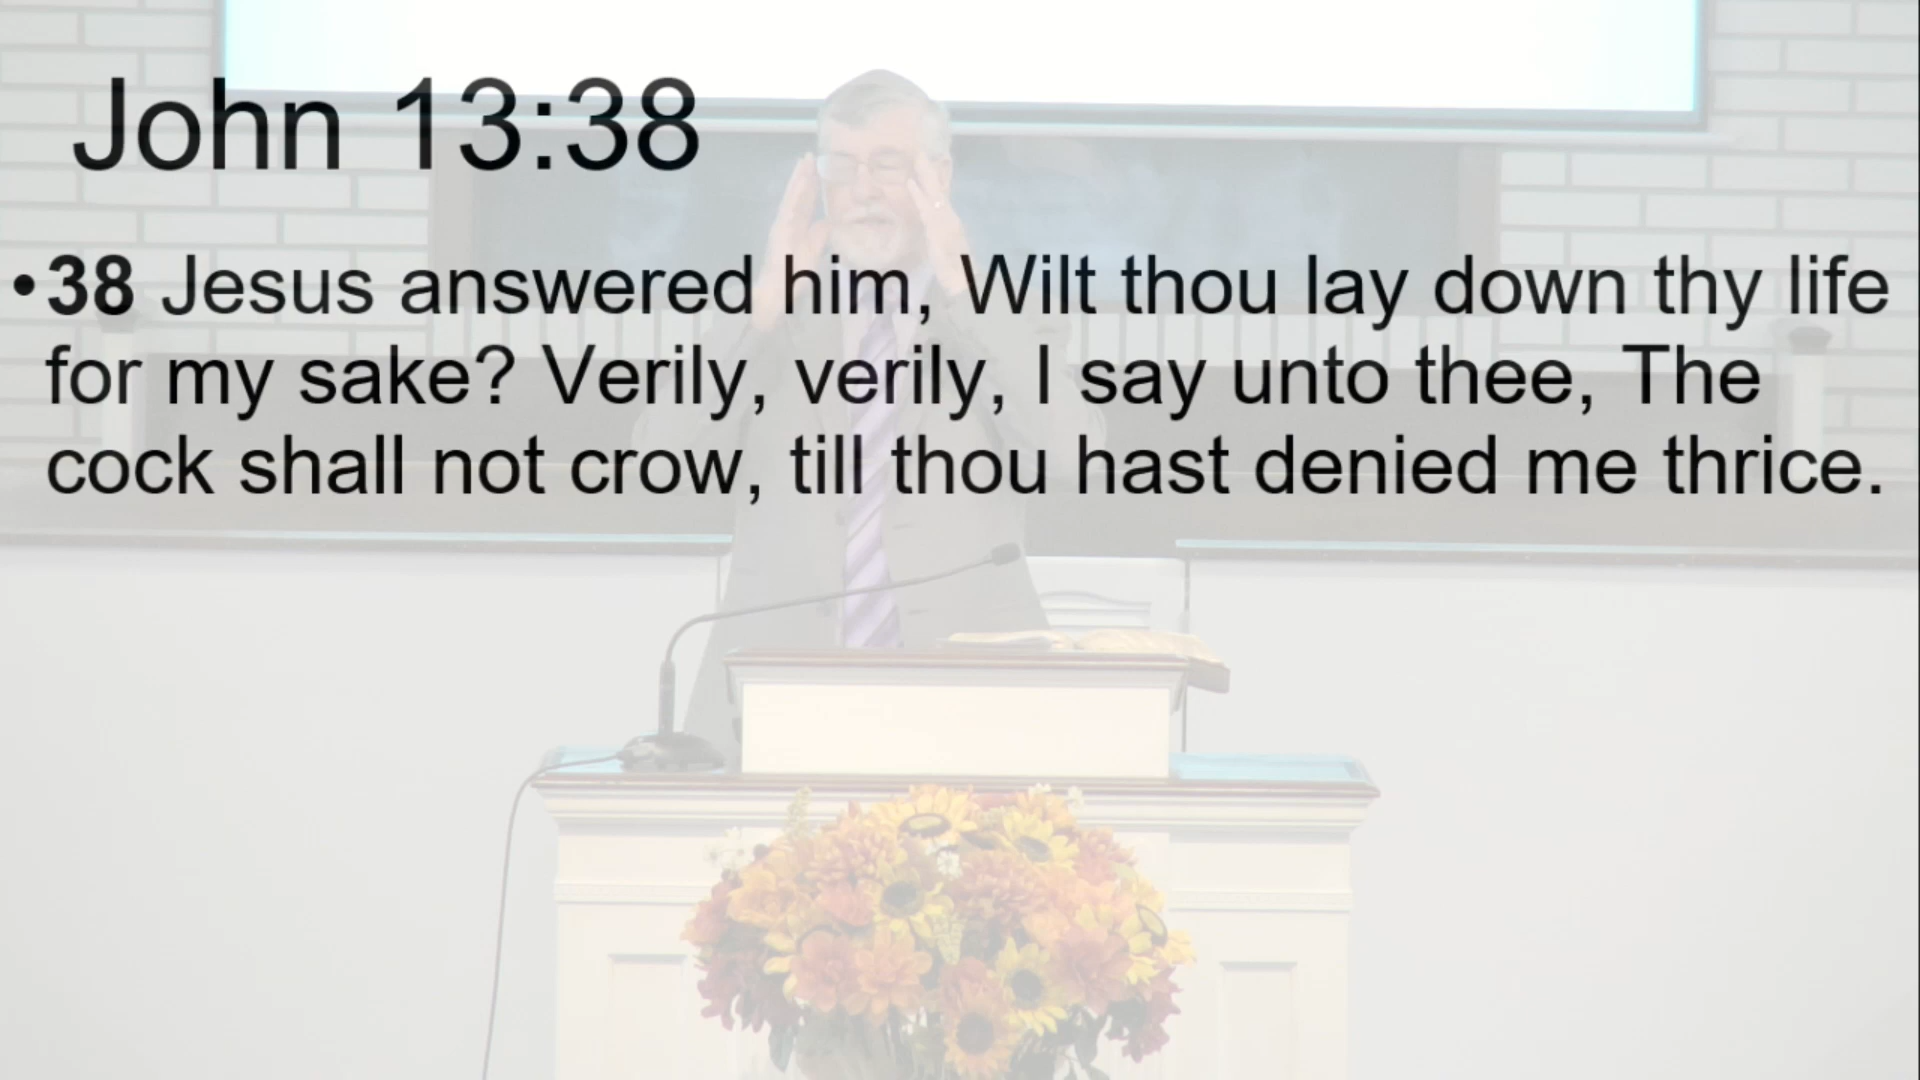 John 13:38
•38 Jesus answered him, Wilt thou lay down thy life
for my sake? Verily, verily, I say unto thee, The
cock shall not crow, till thou hast denied me thrice.